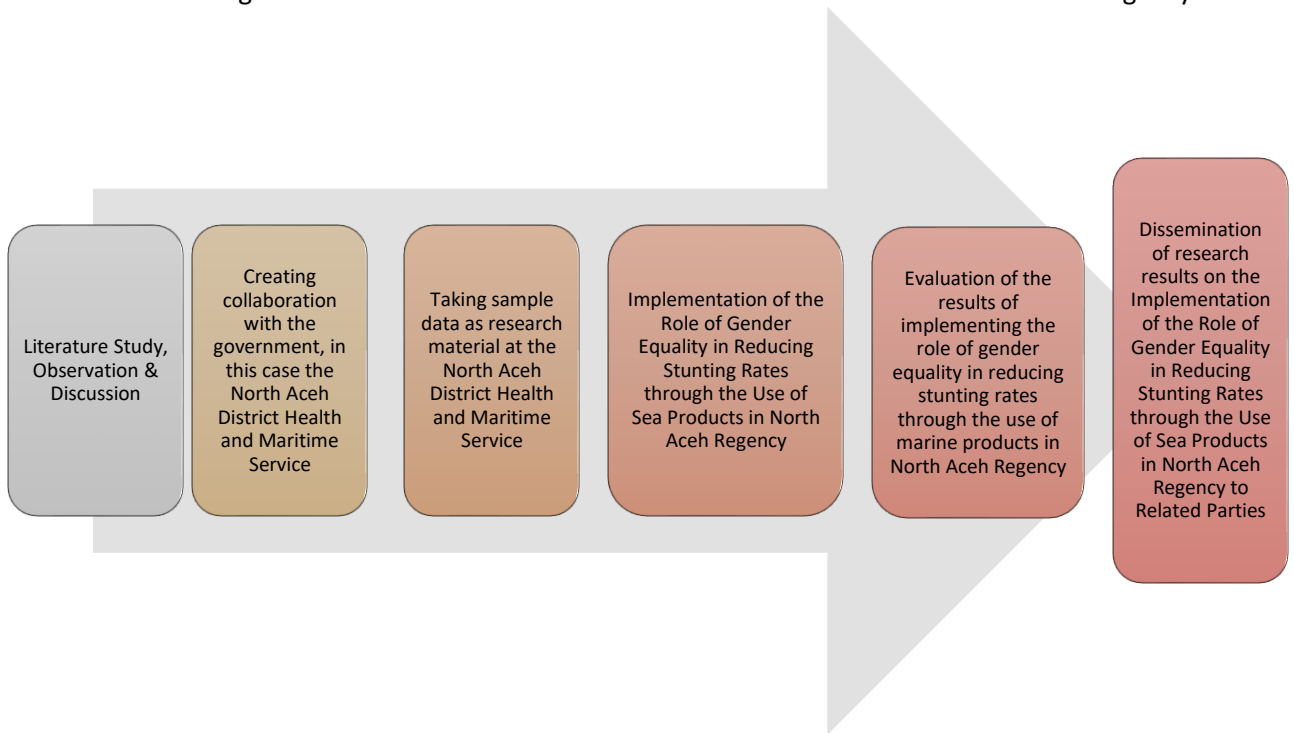 Literature Study,
Observation &
Discussion
Creating
collaboration
with the
government, in
this case the
North Aceh
District Health
and Maritime
Service
Taking sample
data as research
material at the
North Aceh
District Health
and Maritime
Service
Implementation of the
Role of Gender
Equality in Reducing
Stunting Rates
through the Use of
Sea Products in North
Aceh Regency
Evaluation of the
results of
implementing the
role of gender
equality in reducing
stunting rates
through the use of
marine products in
North Aceh Regency
Dissemination
of research
results on the
Implementation
of the Role of
Gender Equality
in Reducing
Stunting Rates
through the Use
of Sea Products
in North Aceh
Regency to
Related Parties